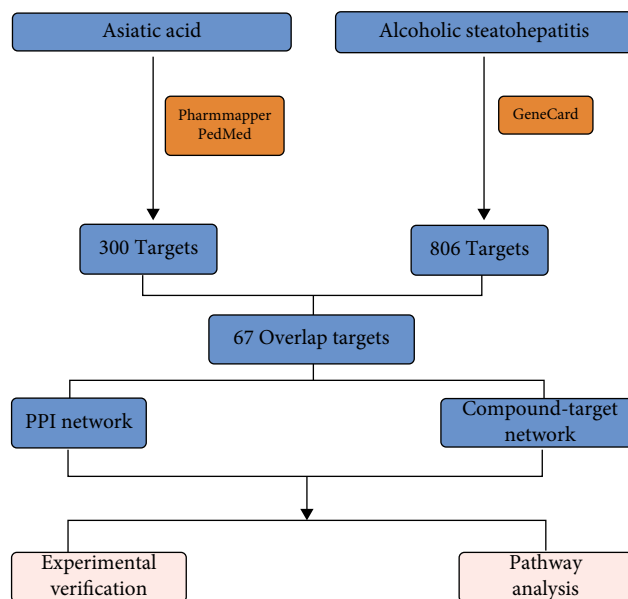 Asiatic acid
Alcoholic steatohepatitis
Pharmmapper
PedMed
GeneCard
300 Targets
806 Targets
67 Overlap targets
PPI network
Compound-target
network
Experimental
verification
Pathway
analysis